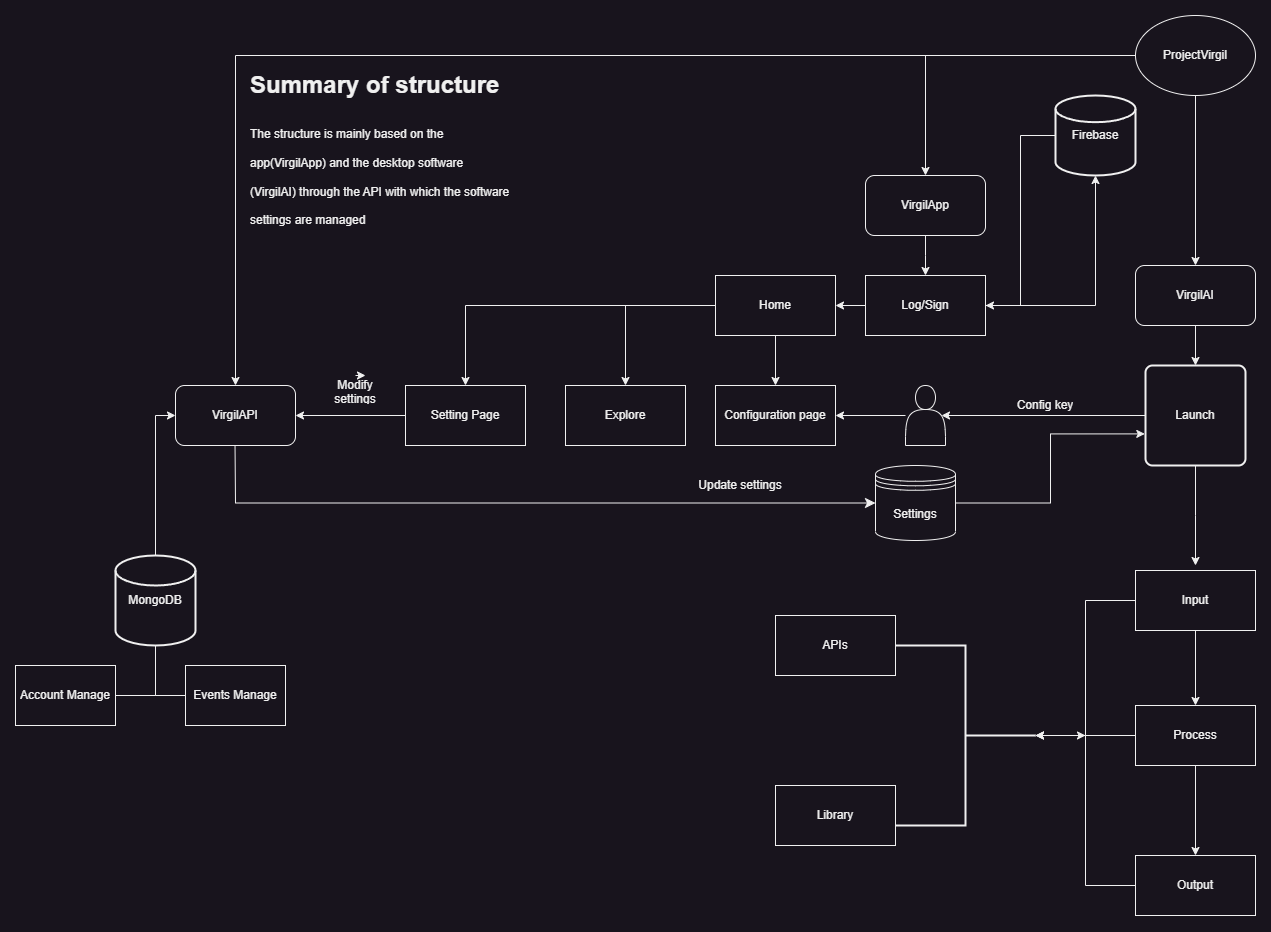 ProjectVirgil
Summary of structure
The structure is mainly based on the
app(VirgilApp) and the desktop software
(VirgilAI) through the API with which the software
settings are managed
Firebase
VirgilApp
VirgilAI
Home
Log/Sign
Modify
settings
VirgilAPI
Setting Page
Explore
Configuration page
Config key
Launch
Update settings
Settings
MongoDB
Input
APIs
Account Manage
Events Manage
Process
Library
Output